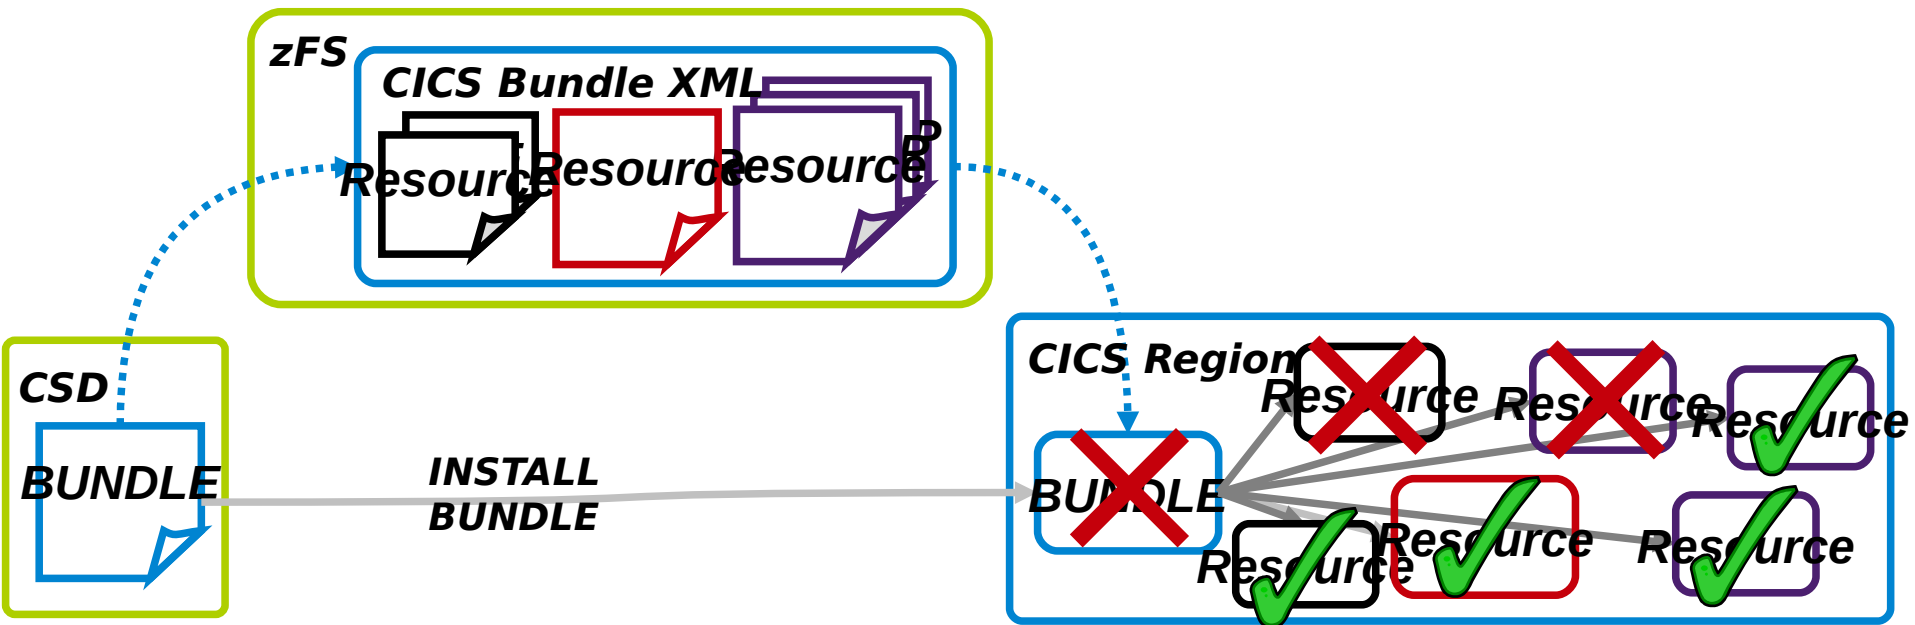 zFS
CICS Bundle XML
Resource
Resource
Resource
CSD
BUNDLE
INSTALL
BUNDLE
CICS Region
Resource
Resource
Resource
BUNDLE
Resource
Resource
Resource